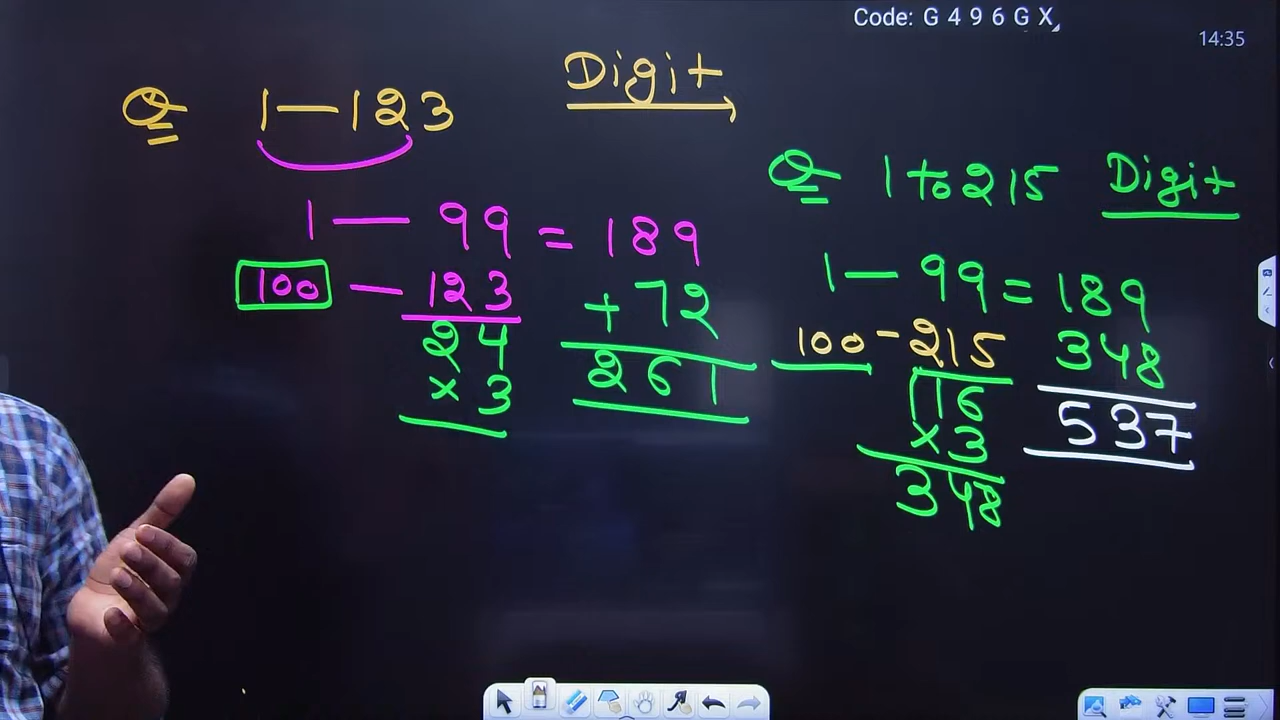 Code: G 4 9 6 G X
14:35
Q 1 — 123 Digit
1 — 99 = 189
100 — 123 + 72
24 261
× 3
Q 1 to 215 Digit
1 — 99 = 189
100 - 215 348
116 537
× 3
348